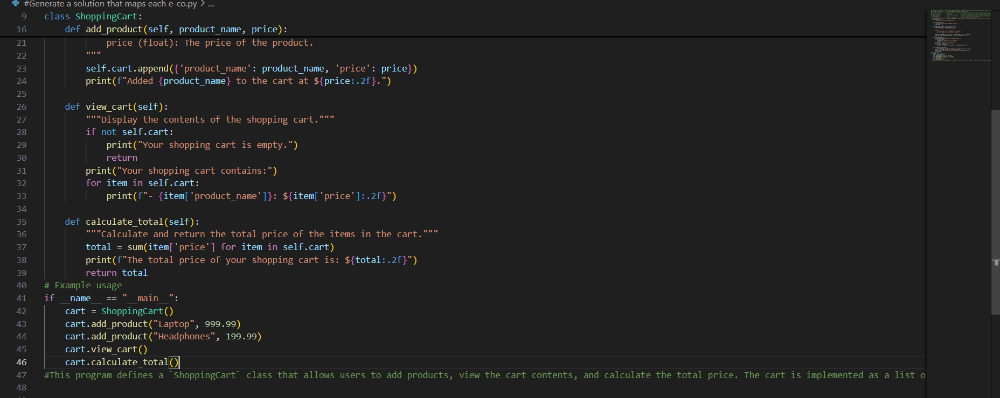 #Generate a solution that maps each e-co.py > ...
9 class ShoppingCart:
16     def add_product(self, product_name, price):
21             price (float): The price of the product.
22         """
23         self.cart.append({'product_name': product_name, 'price': price})
24         print(f"Added {product_name} to the cart at ${price:.2f}.")
25
26     def view_cart(self):
27         """Display the contents of the shopping cart."""
28         if not self.cart:
29             print("Your shopping cart is empty.")
30             return
31         print("Your shopping cart contains:")
32         for item in self.cart:
33             print(f"- {item['product_name']}: ${item['price']:.2f}")
34
35     def calculate_total(self):
36         """Calculate and return the total price of the items in the cart."""
37         total = sum(item['price'] for item in self.cart)
38         print(f"The total price of your shopping cart is: ${total:.2f}")
39         return total
40 # Example usage
41 if __name__ == "__main__":
42     cart = ShoppingCart()
43     cart.add_product("Laptop", 999.99)
44     cart.add_product("Headphones", 199.99)
45     cart.view_cart()
46     cart.calculate_total()
47 #This program defines a `ShoppingCart` class that allows users to add products, view the cart contents, and calculate the total price. The cart is implemented as a list
48